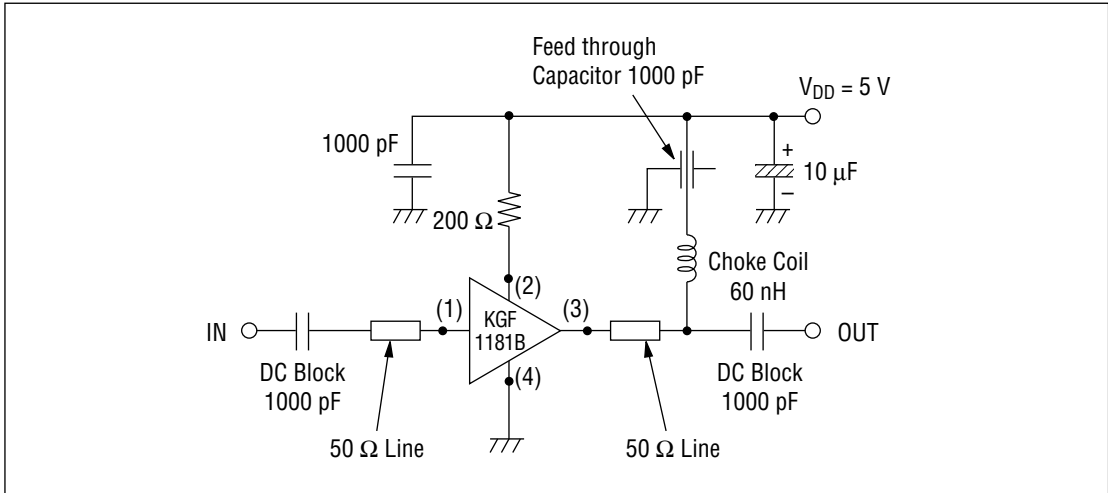 Feed through
Capacitor 1000 pF
V_DD = 5 V
1000 pF
+
10 μF
–
200 Ω
Choke Coil
60 nH
(1)
(2)
(3)
KGF
1181B
IN
OUT
(4)
DC Block
1000 pF
DC Block
1000 pF
50 Ω Line
50 Ω Line